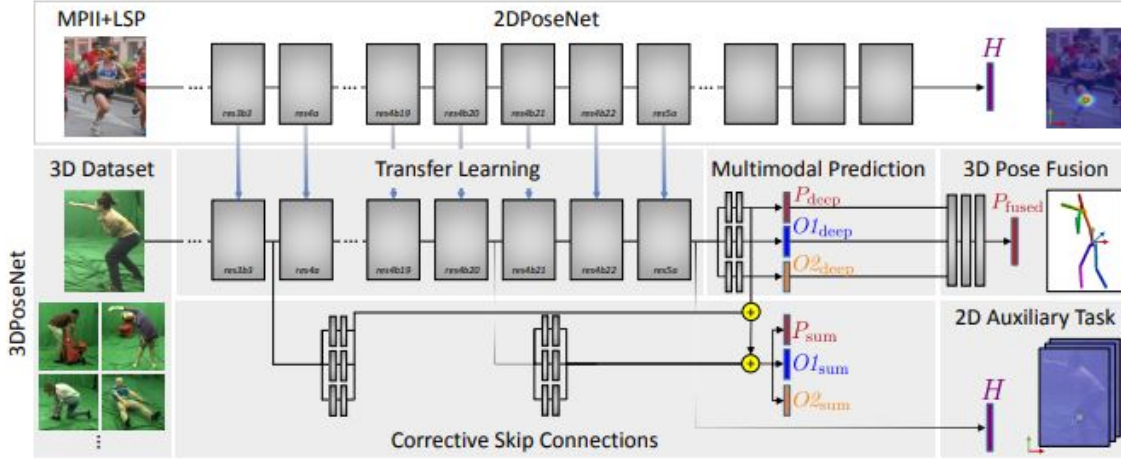 MPII+LSP
2DPoseNet
H
... res3b3 res4a ... res4b19 res4b20 res4b21 res4b22 res5a ...
3DPoseNet
3D Dataset
Transfer Learning
Multimodal Prediction
3D Pose Fusion
... res3b3 res4a ... res4b19 res4b20 res4b21 res4b22 res5a
P_deep
O1_deep
O2_deep
P_fused
+
+
P_sum
O1_sum
O2_sum
2D Auxiliary Task
H
Corrective Skip Connections
⋮